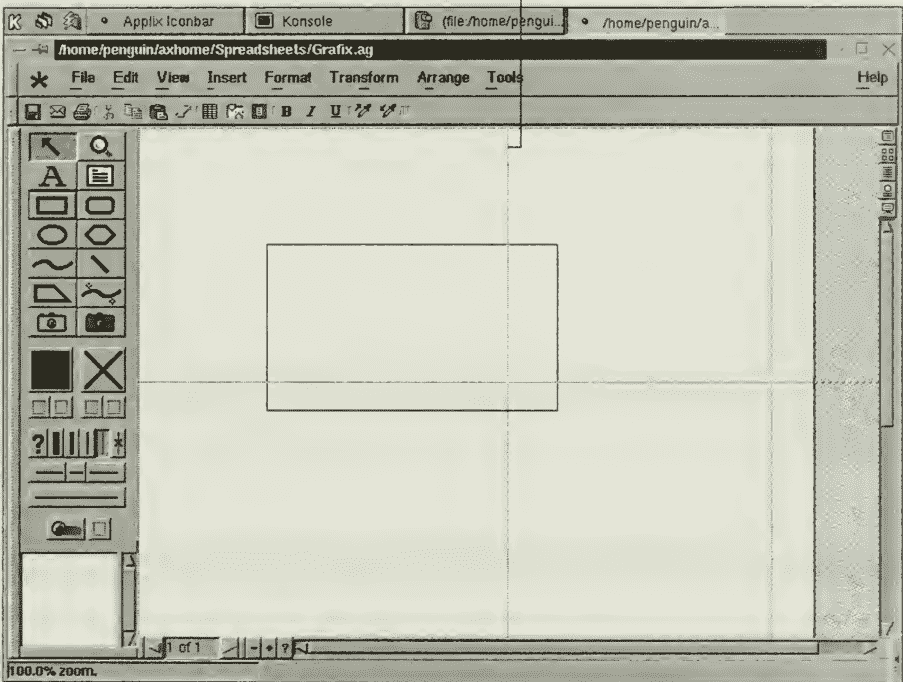 Applix Iconbar Konsole (file:/home/pengui... /home/penguin/a...
/home/penguin/axhome/Spreadsheets/Grafix.ag
File Edit View Insert Format Transform Arrange Tools Help
B I U
A
?
1 of 1 - + ?
100.0% zoom.